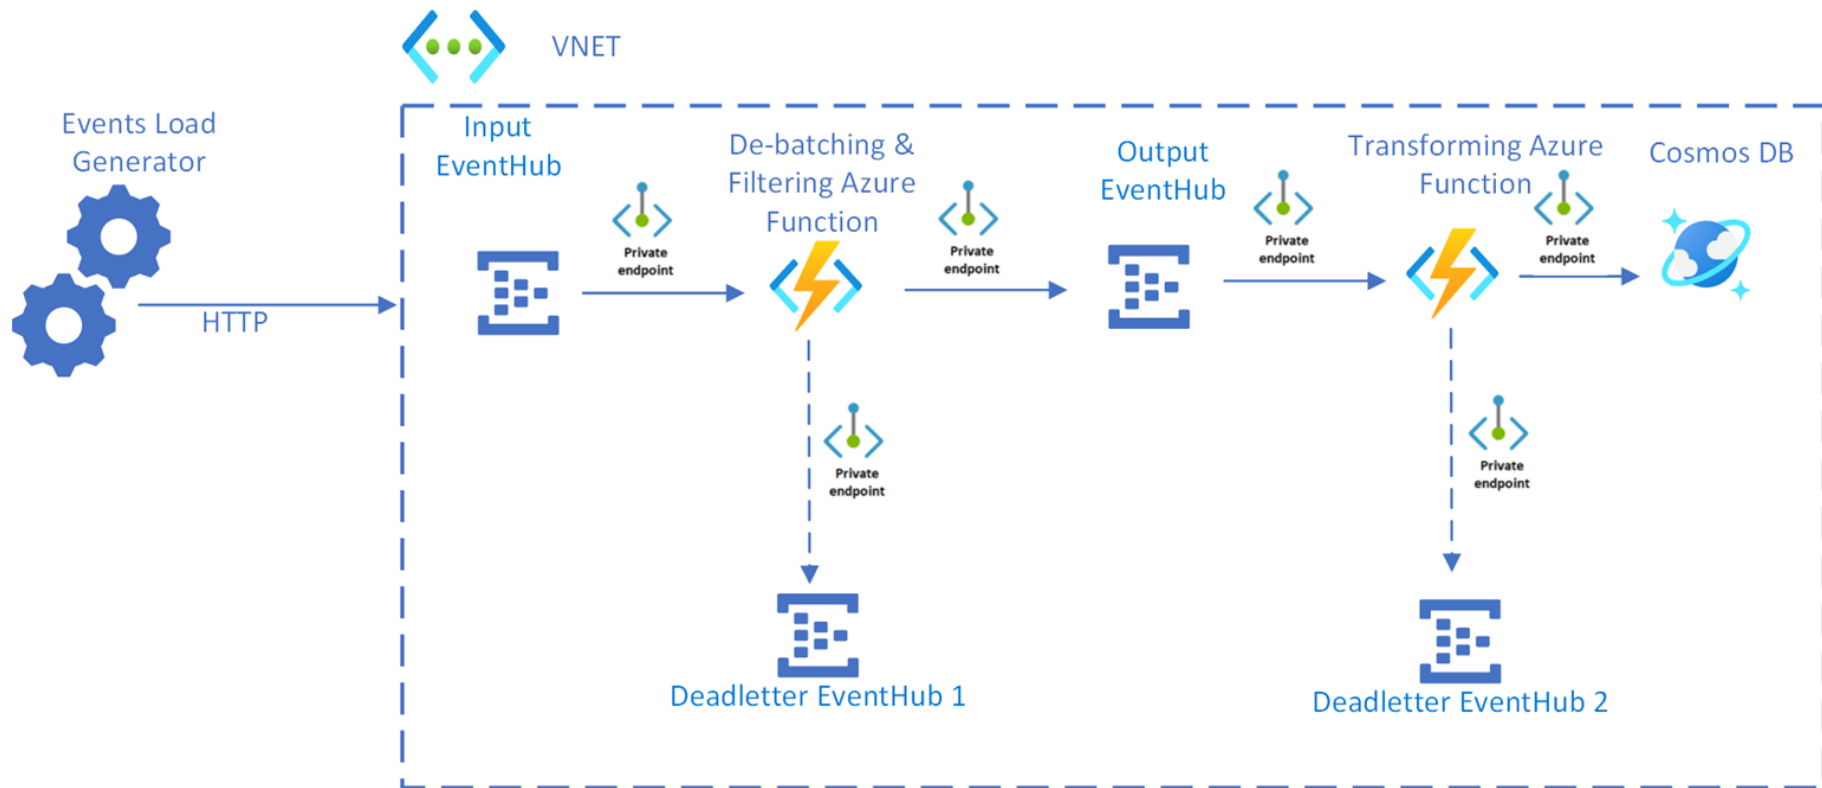 VNET
Events Load
Generator
HTTP
Input
EventHub
Private
endpoint
De-batching &
Filtering Azure
Function
Private
endpoint
Output
EventHub
Private
endpoint
Transforming Azure
Function
Private
endpoint
Cosmos DB
Private
endpoint
Private
endpoint
Deadletter EventHub 1
Deadletter EventHub 2